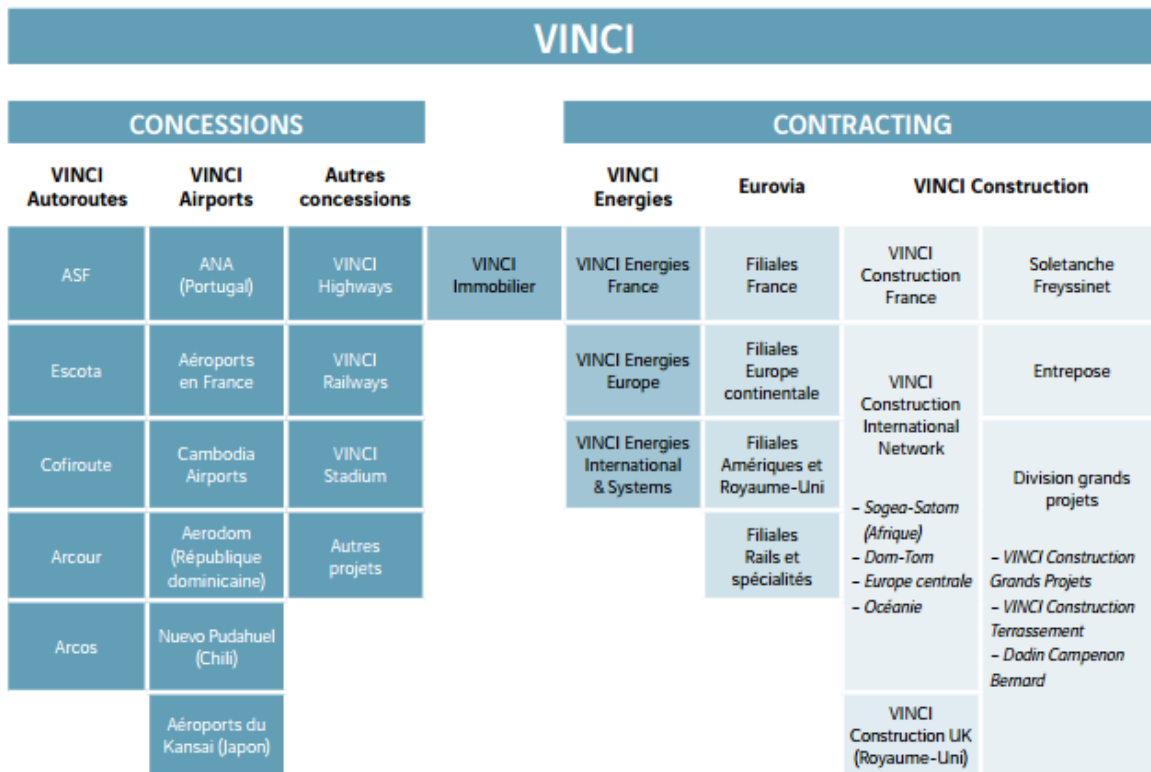 VINCI
CONCESSIONS
CONTRACTING
VINCI
Autoroutes
VINCI
Airports
Autres
concessions
VINCI
Energies
Eurovia
VINCI Construction
ASF
ANA
(Portugal)
VINCI
Highways
VINCI
Immobilier
VINCI Energies
France
Filiales
France
VINCI
Construction
France
Soletanche
Freyssinet
Escota
Aéroports
en France
VINCI
Railways
VINCI Energies
Europe
Filiales
Europe
continentale
VINCI
Construction
International
Network
– Sogea-Satom
(Afrique)
– Dom-Tom
– Europe centrale
– Océanie
Entrepose
Cofiroute
Cambodia
Airports
VINCI
Stadium
VINCI Energies
International
& Systems
Filiales
Amériques et
Royaume-Uni
Division grands
projets
– VINCI Construction
Grands Projets
– VINCI Construction
Terrassement
– Dodin Campenon
Bernard
Arcour
Aerodom
(République
dominicaine)
Autres
projets
Filiales
Rails et
spécialités
Arcos
Nuevo Pudahuel
(Chili)
Aéroports du
Kansai (Japon)
VINCI
Construction UK
(Royaume-Uni)